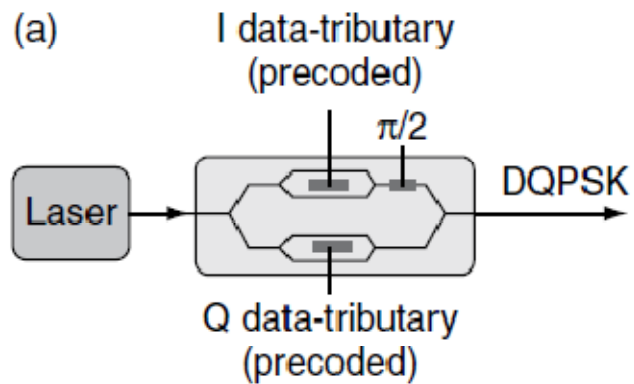 (a)
I data-tributary
(precoded)
π/2
Laser
DQPSK
Q data-tributary
(precoded)